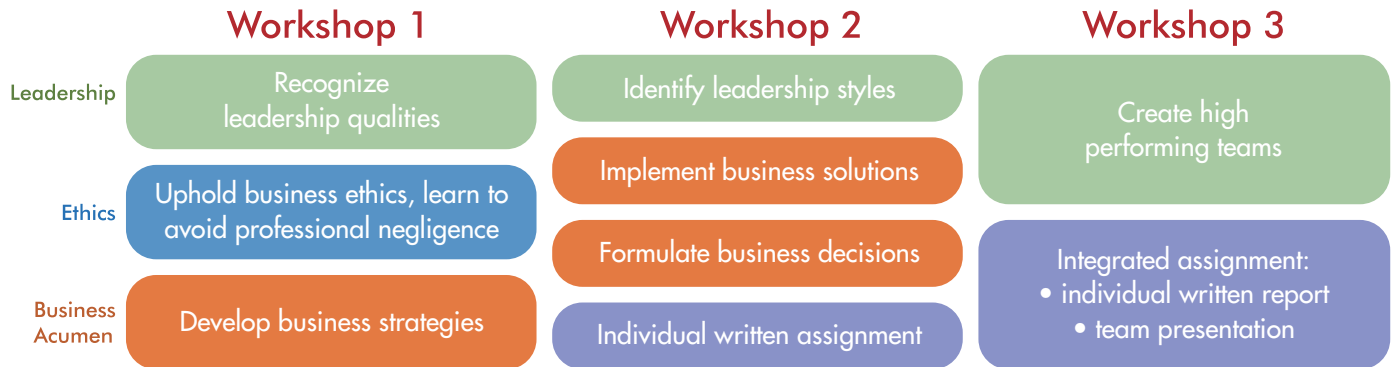 Workshop 1
Workshop 2
Workshop 3
Leadership
Recognize
leadership qualities
Identify leadership styles
Create high
performing teams
Implement business solutions
Ethics
Uphold business ethics, learn to
avoid professional negligence
Formulate business decisions
Integrated assignment:
• individual written report
• team presentation
Business
Acumen
Develop business strategies
Individual written assignment